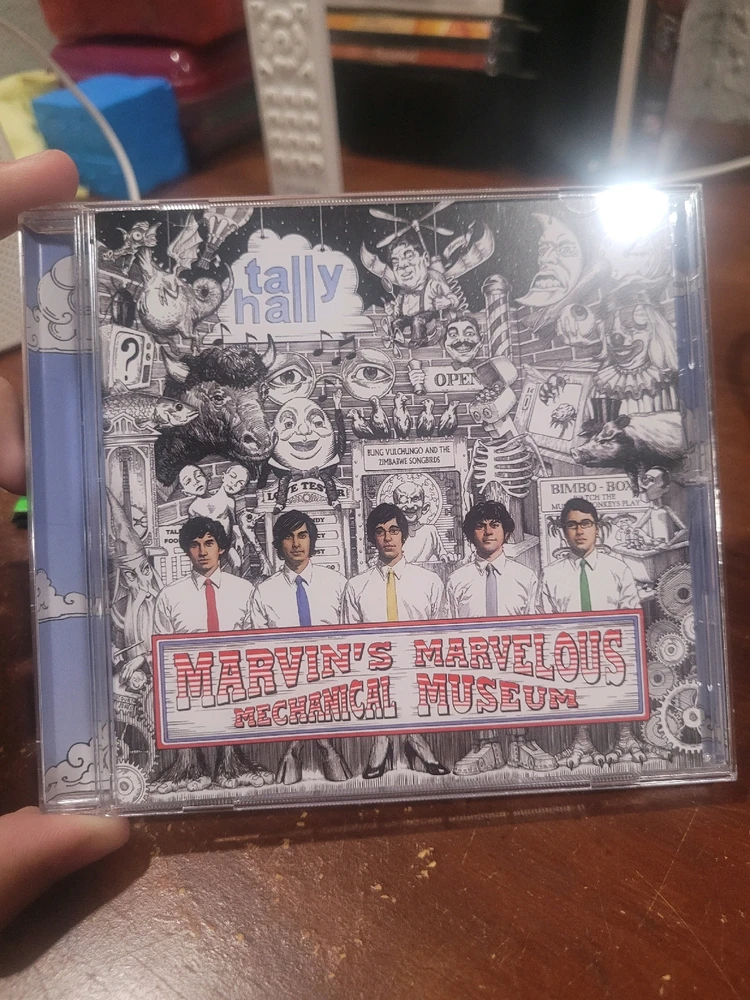 tally
hall
?
OPEN
BUNG VULCHUNGO AND THE
ZIMBABWE SONGBIRDS
BIMBO-BOX
MARVIN'S MARVELOUS
MECHANICAL MUSEUM